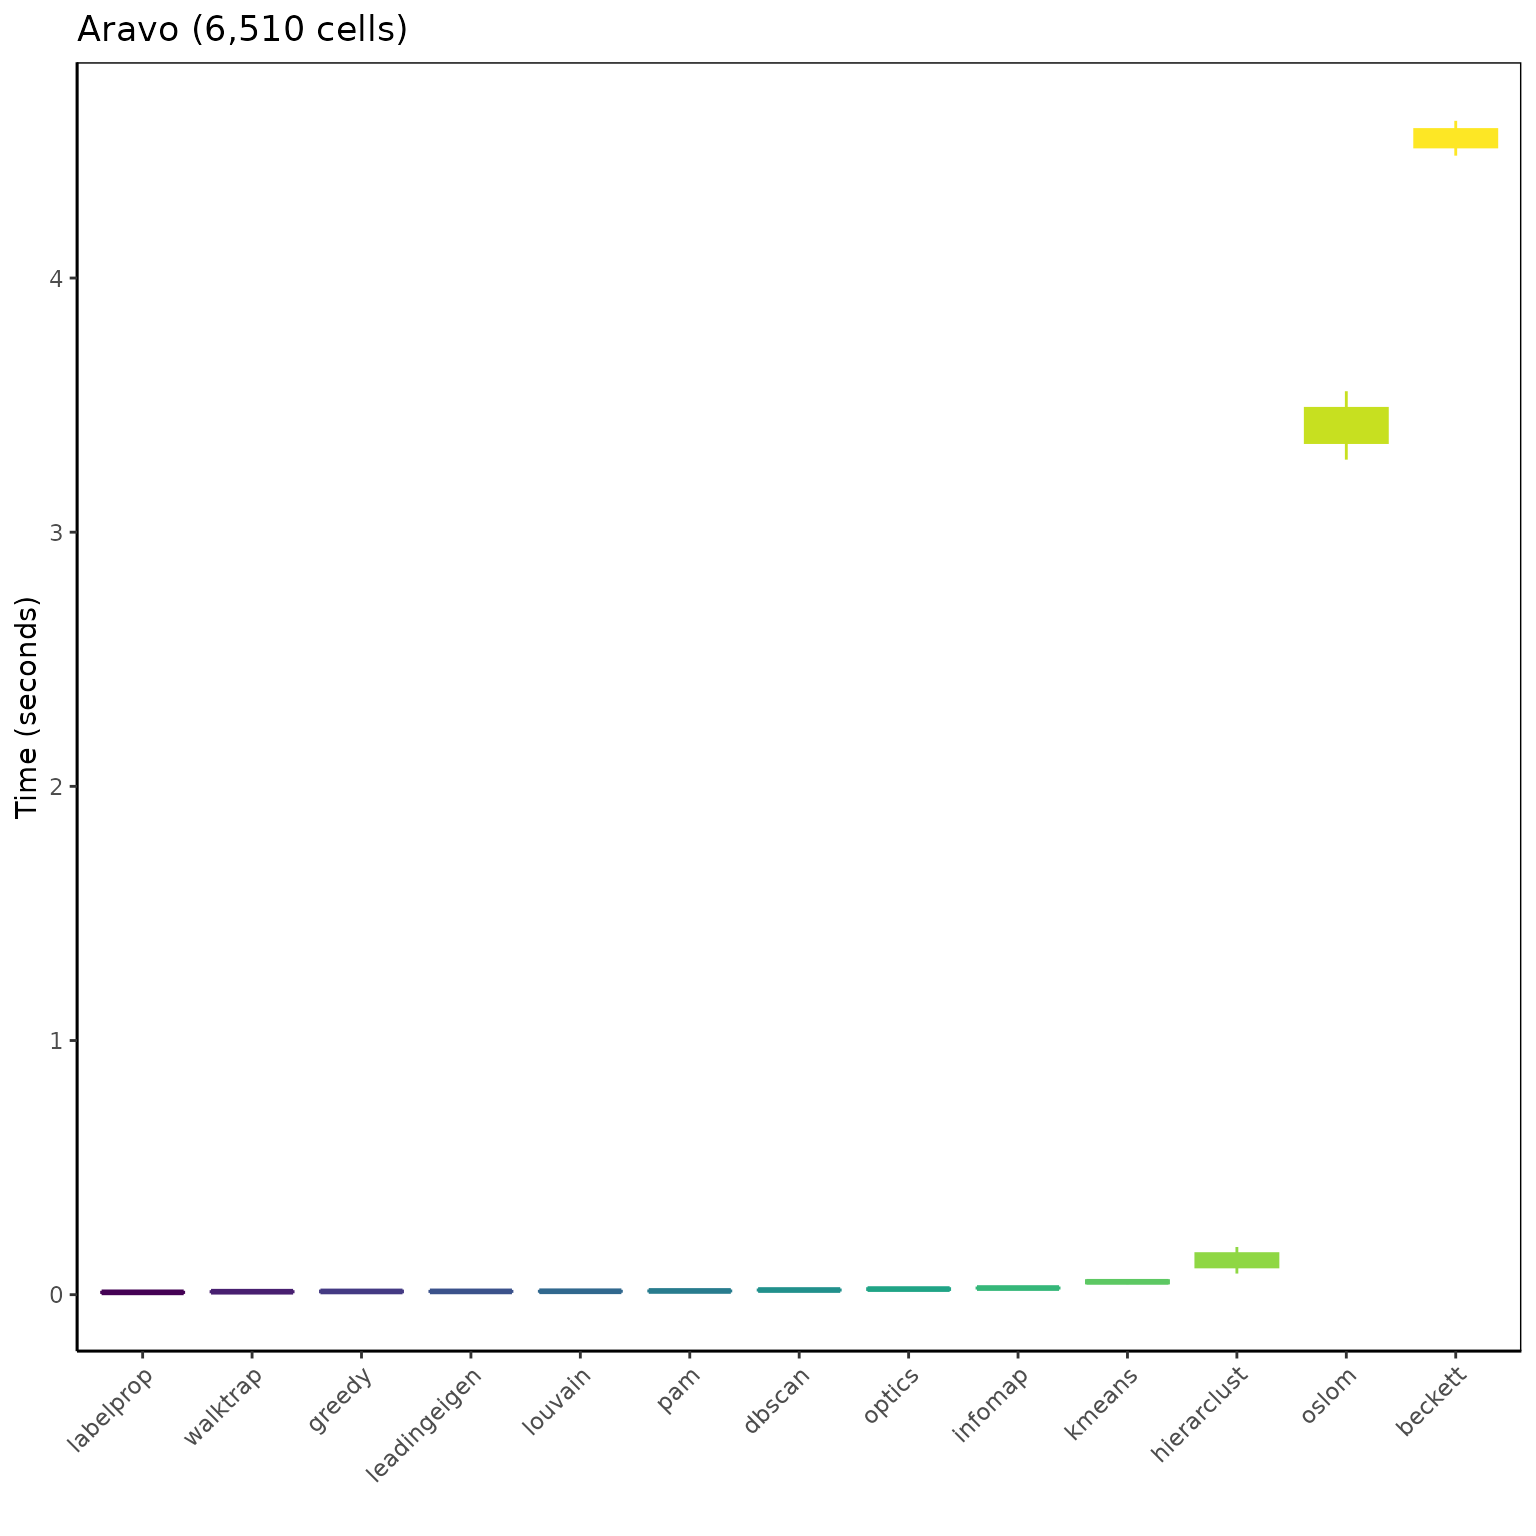 Aravo (6,510 cells)
Time (seconds)
4
3
2
1
0
labelprop
walktrap
greedy
leadingeigen
louvain
pam
dbscan
optics
infomap
kmeans
hierarclust
oslom
beckett